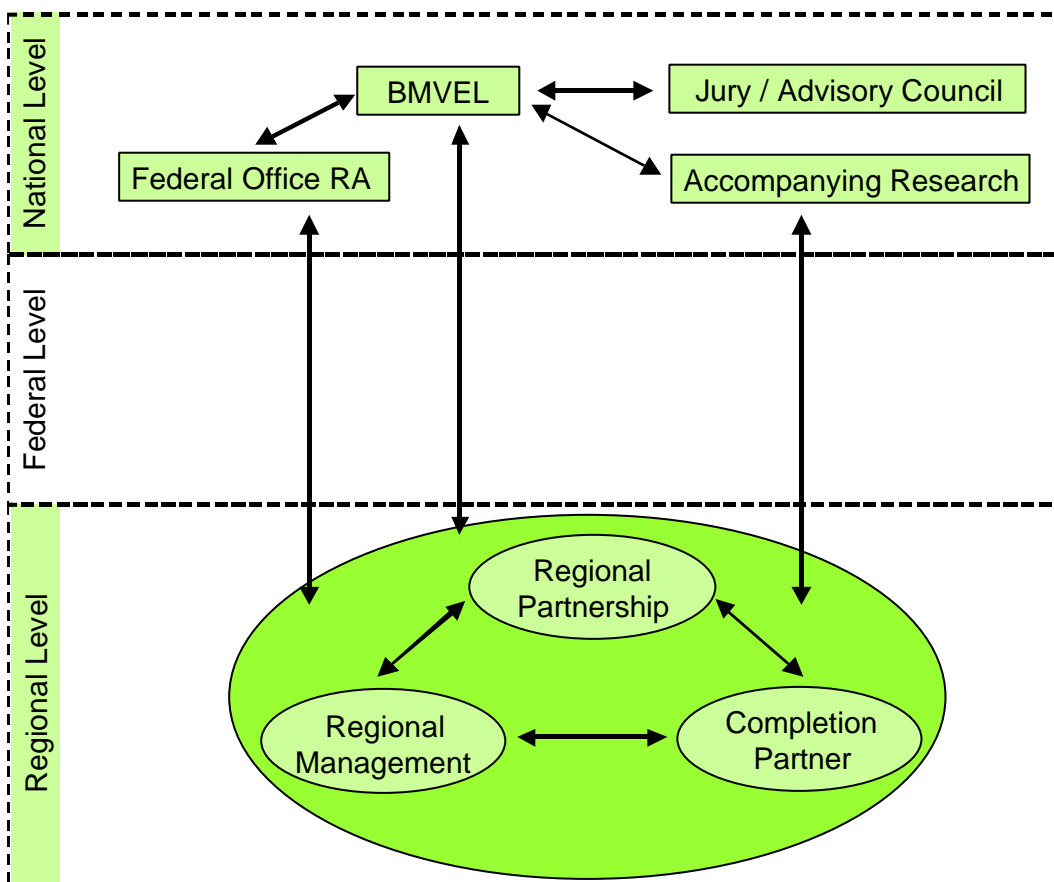 National Level
BMVEL
Jury / Advisory Council
Federal Office RA
Accompanying Research
Federal Level
Regional Level
Regional
Partnership
Regional
Management
Completion
Partner